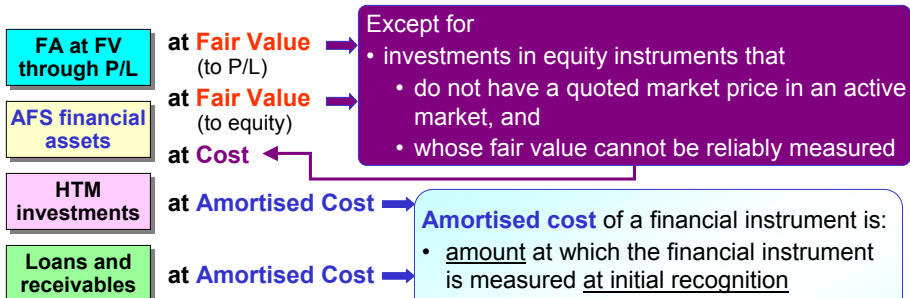 FA at FV
through P/L
at Fair Value
(to P/L)
AFS financial
assets
at Fair Value
(to equity)
at Cost
HTM
investments
at Amortised Cost
Loans and
receivables
at Amortised Cost
Except for
• investments in equity instruments that
• do not have a quoted market price in an active
market, and
• whose fair value cannot be reliably measured
Amortised cost of a financial instrument is:
• amount at which the financial instrument
is measured at initial recognition